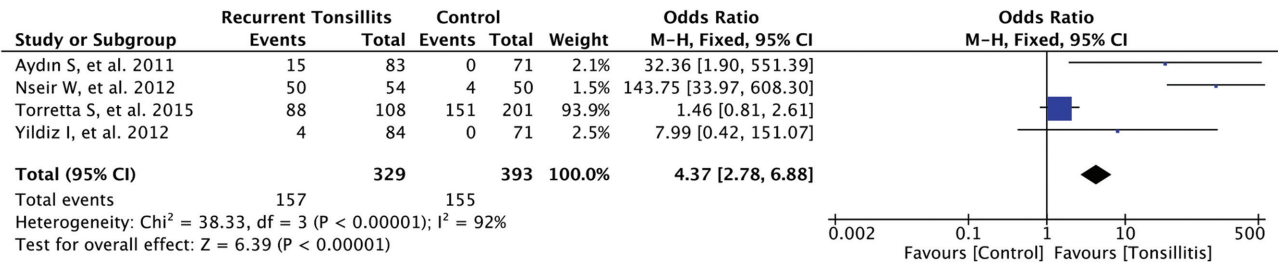 Recurrent Tonsillits Control Odds Ratio Odds Ratio
Study or Subgroup Events Total Events Total Weight M-H, Fixed, 95% CI M-H, Fixed, 95% CI
Aydın S, et al. 2011 15 83 0 71 2.1% 32.36 [1.90, 551.39]
Nseir W, et al. 2012 50 54 4 50 1.5% 143.75 [33.97, 608.30]
Torretta S, et al. 2015 88 108 151 201 93.9% 1.46 [0.81, 2.61]
Yildiz I, et al. 2012 4 84 0 71 2.5% 7.99 [0.42, 151.07]
Total (95% CI) 329 393 100.0% 4.37 [2.78, 6.88]
Total events 157 155
Heterogeneity: Chi² = 38.33, df = 3 (P < 0.00001); I² = 92%
Test for overall effect: Z = 6.39 (P < 0.00001)
0.002 0.1 1 10 500
Favours [Control] Favours [Tonsillitis]